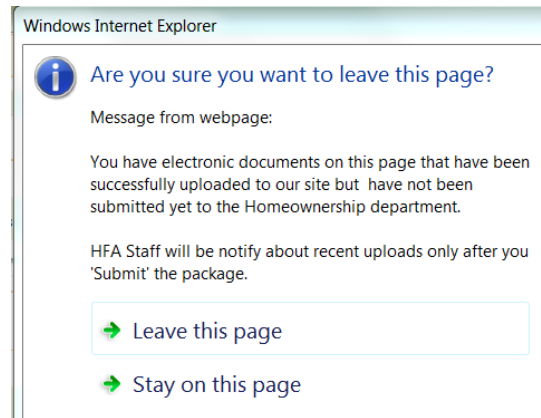 Windows Internet Explorer
Are you sure you want to leave this page?
Message from webpage:
You have electronic documents on this page that have been
successfully uploaded to our site but have not been
submitted yet to the Homeownership department.
HFA Staff will be notify about recent uploads only after you
'Submit' the package.
Leave this page
Stay on this page